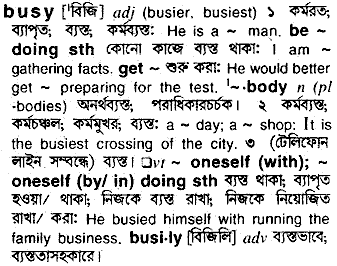 busy [ˈবিজ়ি] adj (busier, busiest) ১ কর্মরত;
ব্যাপৃত; ব্যস্ত; কর্মব্যস্ত: He is a ~ man. be ~
doing sth কোনো কাজে ব্যস্ত থাকা: I am ~
gathering facts. get ~ শুরু করা: He would better
get ~ preparing for the test. ˈ~·body n (pl
-bodies) অনর্থব্যস্ত; পরাধিকারচর্চক। ২ কর্মব্যস্ত;
কর্মচঞ্চল; কর্মমুখর; ব্যস্ত: a ~ day; a ~ shop: It is
the busiest crossing of the city. ৩ (টেলিফোন
লাইন সম্বন্ধে) ব্যস্ত। □vt ~ oneself (with); ~
oneself (by/ in) doing sth ব্যস্ত থাকা; ব্যাপৃত
হওয়া/ থাকা; নিজকে ব্যস্ত রাখা; নিজকে নিয়োজিত
রাখা/ করা: He busied himself with running the
family business. busi·ly [বিজ়িলি] adv ব্যস্তভাবে;
ব্যস্ততাসহকারে।